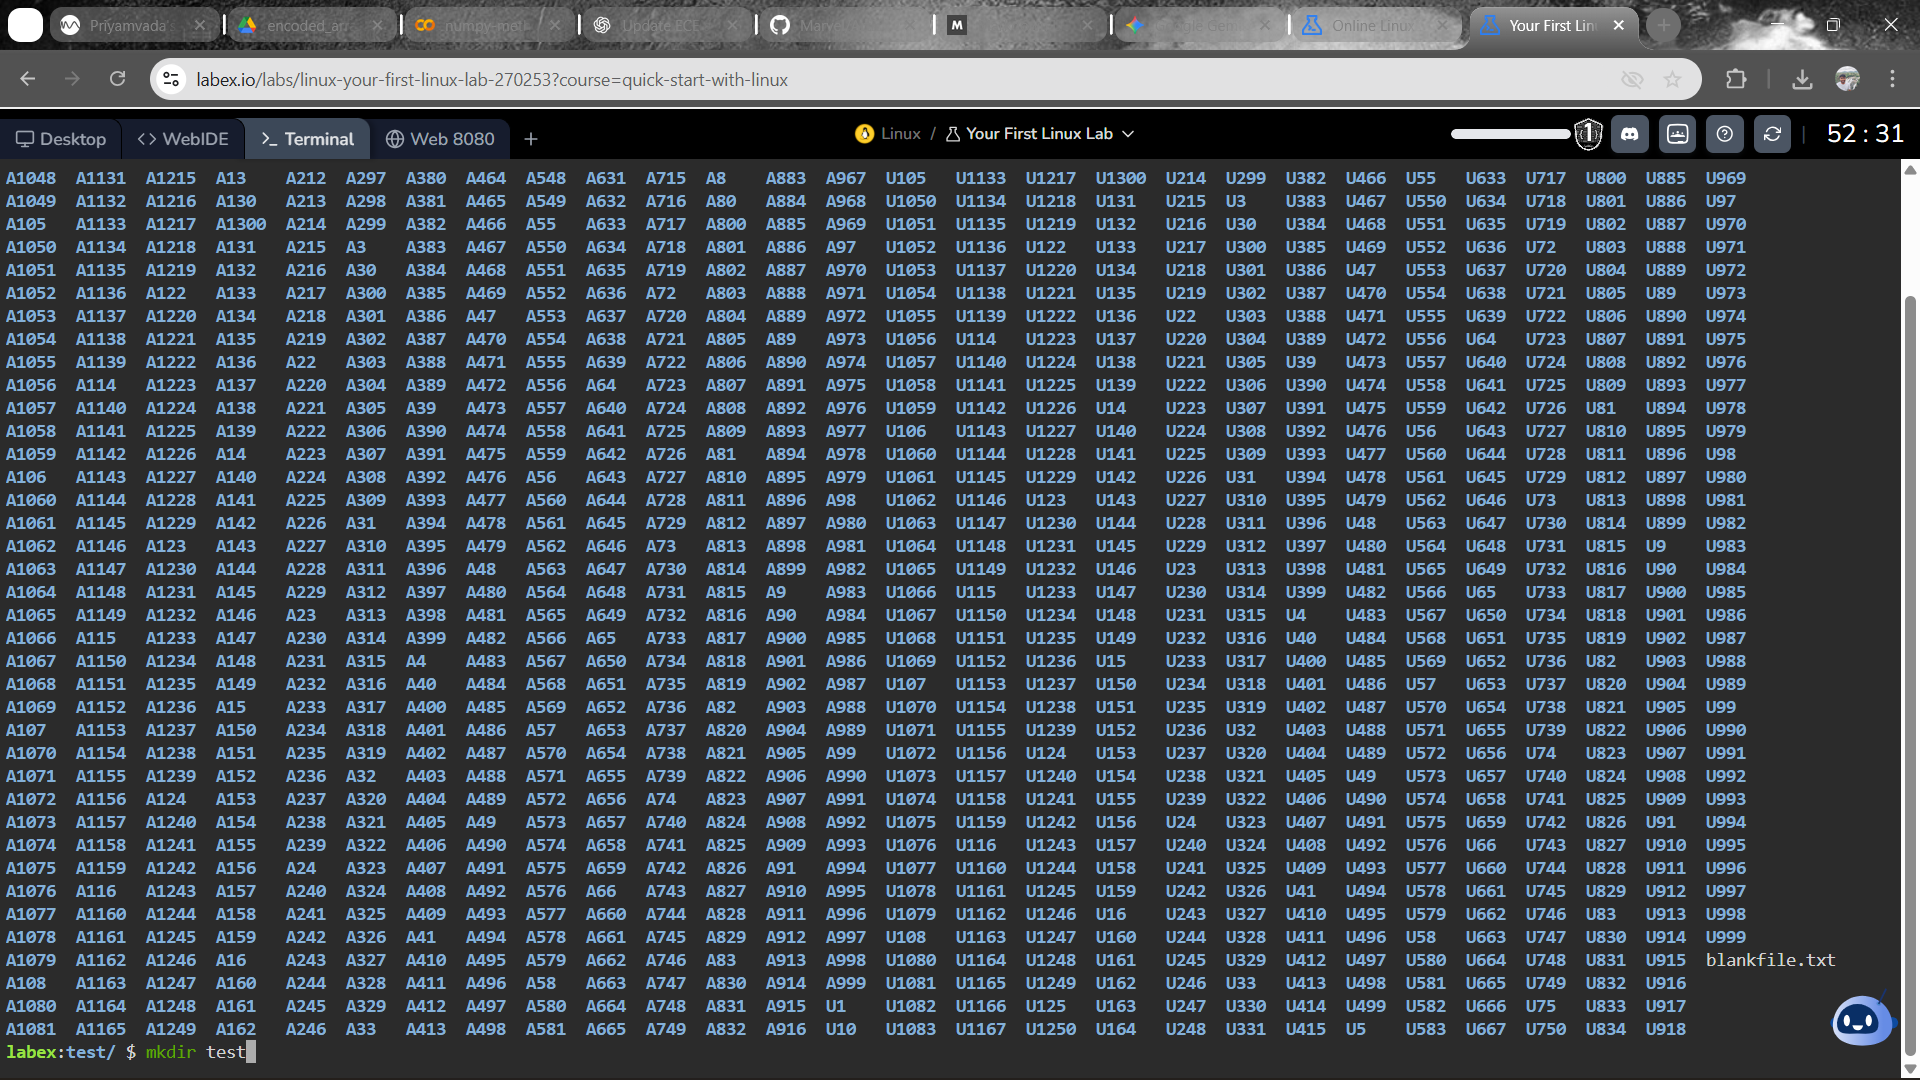 Priyamvada's
encoded_arr
numpy-mast
Update CE
Mary
M
Online Linux
Your First Lin
labex.io/labs/linux-your-first-linux-lab-270253?course=quick-start-with-linux
Desktop
WebIDE
Terminal
Web 8080
Linux / Your First Linux Lab
1
52 : 31
A1048 A1131 A1215 A13 A212 A297 A380 A464 A548 A631 A715 A8 A883 A967 U105 U1133 U1217 U1300 U214 U299 U382 U466 U55 U633 U717 U800 U885 U969
A1049 A1132 A1216 A130 A213 A298 A381 A465 A549 A632 A716 A80 A884 A968 U1050 U1134 U1218 U131 U215 U3 U383 U467 U550 U634 U718 U801 U886 U97
A105 A1133 A1217 A1300 A214 A299 A382 A466 A55 A633 A717 A800 A885 A969 U1051 U1135 U1219 U132 U216 U30 U384 U468 U551 U635 U719 U802 U887 U970
A1050 A1134 A1218 A131 A215 A3 A383 A467 A550 A634 A718 A801 A886 A97 U1052 U1136 U122 U133 U217 U300 U385 U469 U552 U636 U72 U803 U888 U971
A1051 A1135 A1219 A132 A216 A30 A384 A468 A551 A635 A719 A802 A887 A970 U1053 U1137 U1220 U134 U218 U301 U386 U47 U553 U637 U720 U804 U889 U972
A1052 A1136 A122 A133 A217 A300 A385 A469 A552 A636 A72 A803 A888 A971 U1054 U1138 U1221 U135 U219 U302 U387 U470 U554 U638 U721 U805 U89 U973
A1053 A1137 A1220 A134 A218 A301 A386 A47 A553 A637 A720 A804 A889 A972 U1055 U1139 U1222 U136 U22 U303 U388 U471 U555 U639 U722 U806 U890 U974
A1054 A1138 A1221 A135 A219 A302 A387 A470 A554 A638 A721 A805 A89 A973 U1056 U114 U1223 U137 U220 U304 U389 U472 U556 U64 U723 U807 U891 U975
A1055 A1139 A1222 A136 A22 A303 A388 A471 A555 A639 A722 A806 A890 A974 U1057 U1140 U1224 U138 U221 U305 U39 U473 U557 U640 U724 U808 U892 U976
A1056 A114 A1223 A137 A220 A304 A389 A472 A556 A64 A723 A807 A891 A975 U1058 U1141 U1225 U139 U222 U306 U390 U474 U558 U641 U725 U809 U893 U977
A1057 A1140 A1224 A138 A221 A305 A39 A473 A557 A640 A724 A808 A892 A976 U1059 U1142 U1226 U14 U223 U307 U391 U475 U559 U642 U726 U81 U894 U978
A1058 A1141 A1225 A139 A222 A306 A390 A474 A558 A641 A725 A809 A893 A977 U106 U1143 U1227 U140 U224 U308 U392 U476 U56 U643 U727 U810 U895 U979
A1059 A1142 A1226 A14 A223 A307 A391 A475 A559 A642 A726 A81 A894 A978 U1060 U1144 U1228 U141 U225 U309 U393 U477 U560 U644 U728 U811 U896 U98
A106 A1143 A1227 A140 A224 A308 A392 A476 A56 A643 A727 A810 A895 A979 U1061 U1145 U1229 U142 U226 U31 U394 U478 U561 U645 U729 U812 U897 U980
A1060 A1144 A1228 A141 A225 A309 A393 A477 A560 A644 A728 A811 A896 A98 U1062 U1146 U123 U143 U227 U310 U395 U479 U562 U646 U73 U813 U898 U981
A1061 A1145 A1229 A142 A226 A31 A394 A478 A561 A645 A729 A812 A897 A980 U1063 U1147 U1230 U144 U228 U311 U396 U48 U563 U647 U730 U814 U899 U982
A1062 A1146 A123 A143 A227 A310 A395 A479 A562 A646 A73 A813 A898 A981 U1064 U1148 U1231 U145 U229 U312 U397 U480 U564 U648 U731 U815 U9 U983
A1063 A1147 A1230 A144 A228 A311 A396 A48 A563 A647 A730 A814 A899 A982 U1065 U1149 U1232 U146 U23 U313 U398 U481 U565 U649 U732 U816 U90 U984
A1064 A1148 A1231 A145 A229 A312 A397 A480 A564 A648 A731 A815 A9 A983 U1066 U115 U1233 U147 U230 U314 U399 U482 U566 U65 U733 U817 U900 U985
A1065 A1149 A1232 A146 A23 A313 A398 A481 A565 A649 A732 A816 A90 A984 U1067 U1150 U1234 U148 U231 U315 U4 U483 U567 U650 U734 U818 U901 U986
A1066 A115 A1233 A147 A230 A314 A399 A482 A566 A65 A733 A817 A900 A985 U1068 U1151 U1235 U149 U232 U316 U40 U484 U568 U651 U735 U819 U902 U987
A1067 A1150 A1234 A148 A231 A315 A4 A483 A567 A650 A734 A818 A901 A986 U1069 U1152 U1236 U15 U233 U317 U400 U485 U569 U652 U736 U82 U903 U988
A1068 A1151 A1235 A149 A232 A316 A40 A484 A568 A651 A735 A819 A902 A987 U107 U1153 U1237 U150 U234 U318 U401 U486 U57 U653 U737 U820 U904 U989
A1069 A1152 A1236 A15 A233 A317 A400 A485 A569 A652 A736 A82 A903 A988 U1070 U1154 U1238 U151 U235 U319 U402 U487 U570 U654 U738 U821 U905 U99
A107 A1153 A1237 A150 A234 A318 A401 A486 A57 A653 A737 A820 A904 A989 U1071 U1155 U1239 U152 U236 U32 U403 U488 U571 U655 U739 U822 U906 U990
A1070 A1154 A1238 A151 A235 A319 A402 A487 A570 A654 A738 A821 A905 A99 U1072 U1156 U124 U153 U237 U320 U404 U489 U572 U656 U74 U823 U907 U991
A1071 A1155 A1239 A152 A236 A32 A403 A488 A571 A655 A739 A822 A906 A990 U1073 U1157 U1240 U154 U238 U321 U405 U49 U573 U657 U740 U824 U908 U992
A1072 A1156 A124 A153 A237 A320 A404 A489 A572 A656 A74 A823 A907 A991 U1074 U1158 U1241 U155 U239 U322 U406 U490 U574 U658 U741 U825 U909 U993
A1073 A1157 A1240 A154 A238 A321 A405 A49 A573 A657 A740 A824 A908 A992 U1075 U1159 U1242 U156 U24 U323 U407 U491 U575 U659 U742 U826 U91 U994
A1074 A1158 A1241 A155 A239 A322 A406 A490 A574 A658 A741 A825 A909 A993 U1076 U116 U1243 U157 U240 U324 U408 U492 U576 U66 U743 U827 U910 U995
A1075 A1159 A1242 A156 A24 A323 A407 A491 A575 A659 A742 A826 A91 A994 U1077 U1160 U1244 U158 U241 U325 U409 U493 U577 U660 U744 U828 U911 U996
A1076 A116 A1243 A157 A240 A324 A408 A492 A576 A66 A743 A827 A910 A995 U1078 U1161 U1245 U159 U242 U326 U41 U494 U578 U661 U745 U829 U912 U997
A1077 A1160 A1244 A158 A241 A325 A409 A493 A577 A660 A744 A828 A911 A996 U1079 U1162 U1246 U16 U243 U327 U410 U495 U579 U662 U746 U83 U913 U998
A1078 A1161 A1245 A159 A242 A326 A41 A494 A578 A661 A745 A829 A912 A997 U108 U1163 U1247 U160 U244 U328 U411 U496 U58 U663 U747 U830 U914 U999
A1079 A1162 A1246 A16 A243 A327 A410 A495 A579 A662 A746 A83 A913 A998 U1080 U1164 U1248 U161 U245 U329 U412 U497 U580 U664 U748 U831 U915 blankfile.txt
A108 A1163 A1247 A160 A244 A328 A411 A496 A58 A663 A747 A830 A914 A999 U1081 U1165 U1249 U162 U246 U33 U413 U498 U581 U665 U749 U832 U916
A1080 A1164 A1248 A161 A245 A329 A412 A497 A580 A664 A748 A831 A915 U1 U1082 U1166 U125 U163 U247 U330 U414 U499 U582 U666 U75 U833 U917
A1081 A1165 A1249 A162 A246 A33 A413 A498 A581 A665 A749 A832 A916 U10 U1083 U1167 U1250 U164 U248 U331 U415 U5 U583 U667 U750 U834 U918
labex:test/ $ mkdir test